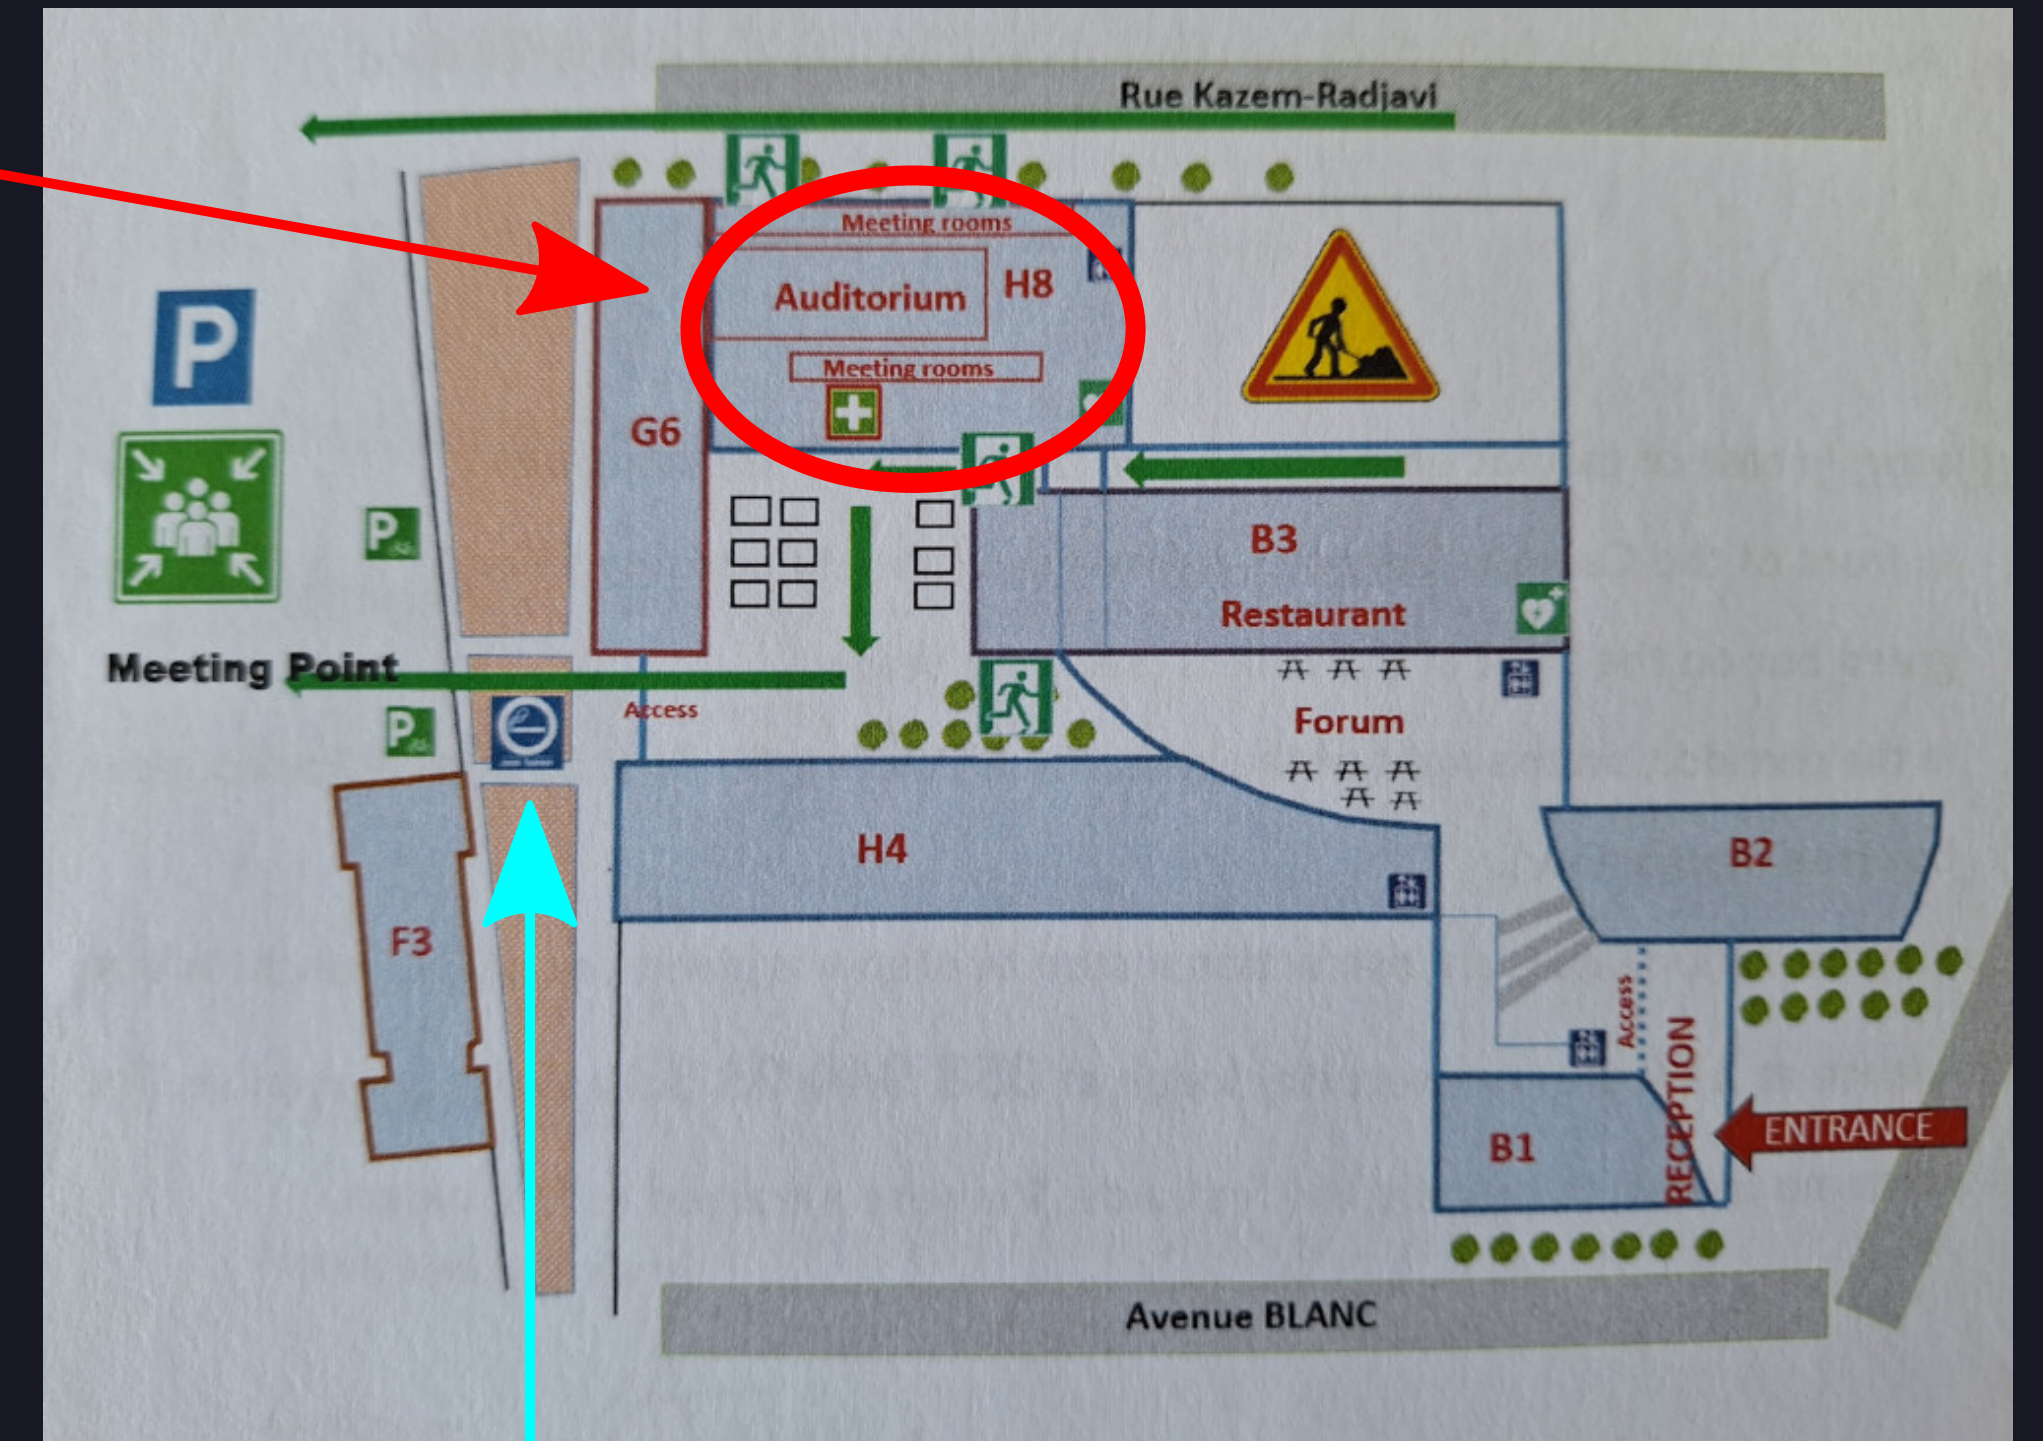 Rue Kazem-Radjavi
Meeting rooms
Auditorium
H8
Meeting rooms
P
G6
B3
P
Restaurant
Meeting Point
Access
Forum
P
H4
B2
F3
Access
RECEPTION
ENTRANCE
B1
Avenue BLANC